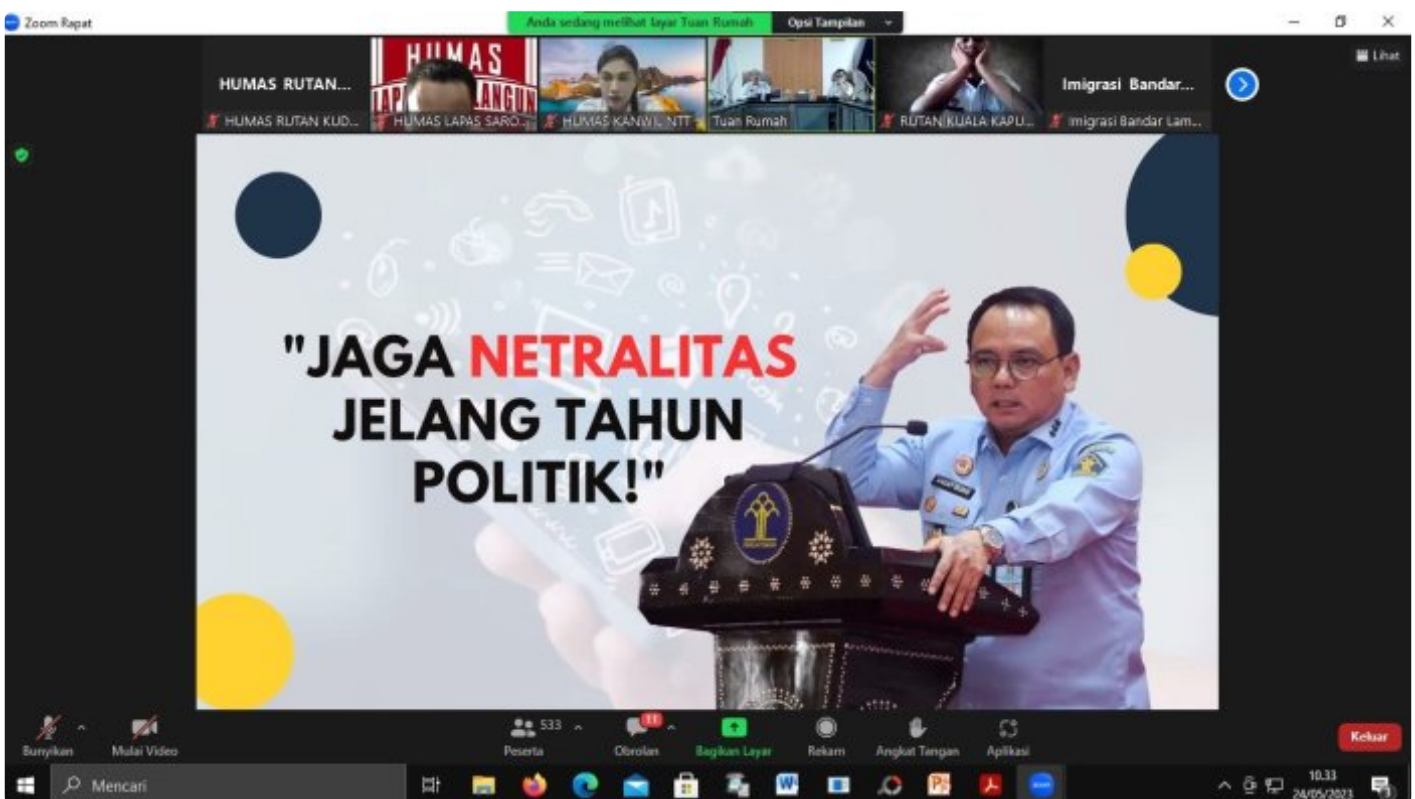 Zoom Rapat
Anda sedang melihat layar Tuan Rumah
Opsi Tampilan
Lihat
HUMAS RUTAN...
HUMAS
Imigrasi Bandar...
HUMAS RUTAN KUD...
HUMAS LAPAS SARO...
HUMAS KANWIL NTT
Tuan Rumah
RUTAN KUALA KAPU...
Imigrasi Bandar Lam...
"JAGA NETRALITAS
JELANG TAHUN
POLITIK!"
Bunyikan
Mulai Video
533
Peserta
11
Obrolan
Bagikan Layar
Rekam
Angkat Tangan
Aplikasi
Keluar
Mencari
10.33
24/05/2023